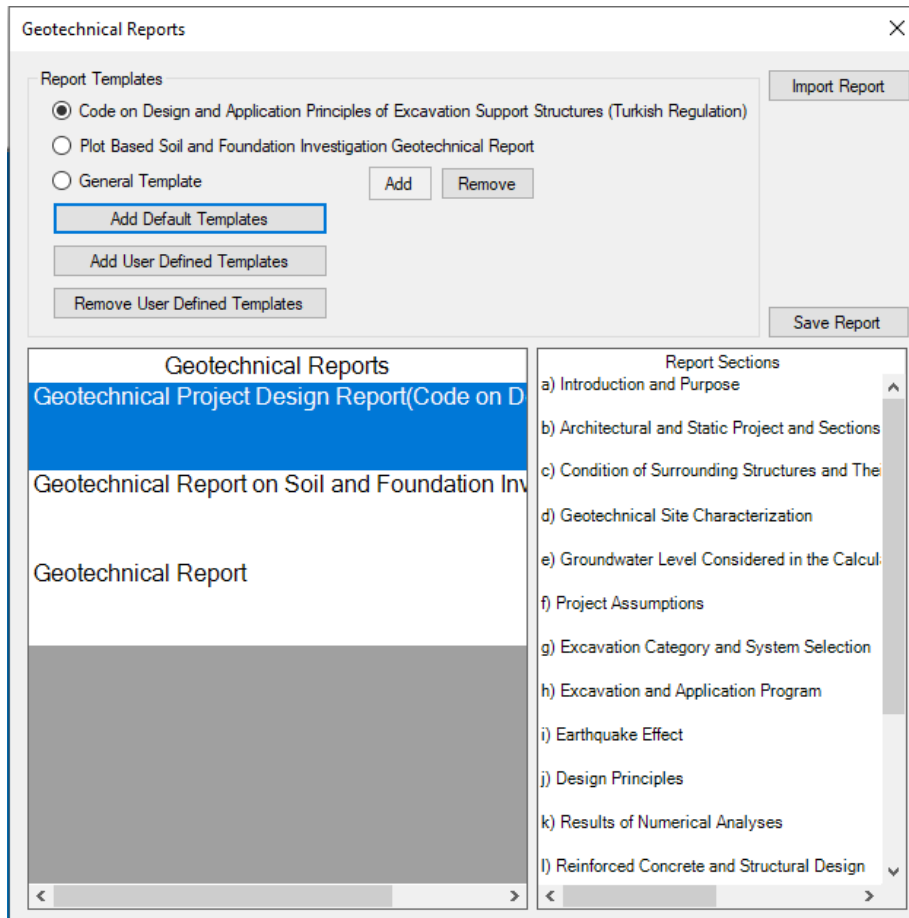 Geotechnical Reports
Report Templates
Import Report
Code on Design and Application Principles of Excavation Support Structures (Turkish Regulation)
Plot Based Soil and Foundation Investigation Geotechnical Report
General Template
Add
Remove
Add Default Templates
Add User Defined Templates
Remove User Defined Templates
Save Report
Geotechnical Reports
Geotechnical Project Design Report(Code on D
Geotechnical Report on Soil and Foundation Inv
Geotechnical Report
Report Sections
a) Introduction and Purpose
b) Architectural and Static Project and Sections
c) Condition of Surrounding Structures and Thei
d) Geotechnical Site Characterization
e) Groundwater Level Considered in the Calcul
f) Project Assumptions
g) Excavation Category and System Selection
h) Excavation and Application Program
i) Earthquake Effect
j) Design Principles
k) Results of Numerical Analyses
l) Reinforced Concrete and Structural Design